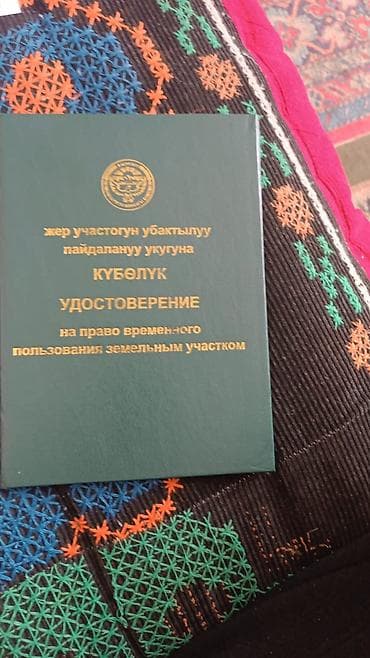 жер участогун убактылуу
пайдалануу укугуна
КҮБӨЛҮК
УДОСТОВЕРЕНИЕ
на право временного
пользования земельным участком